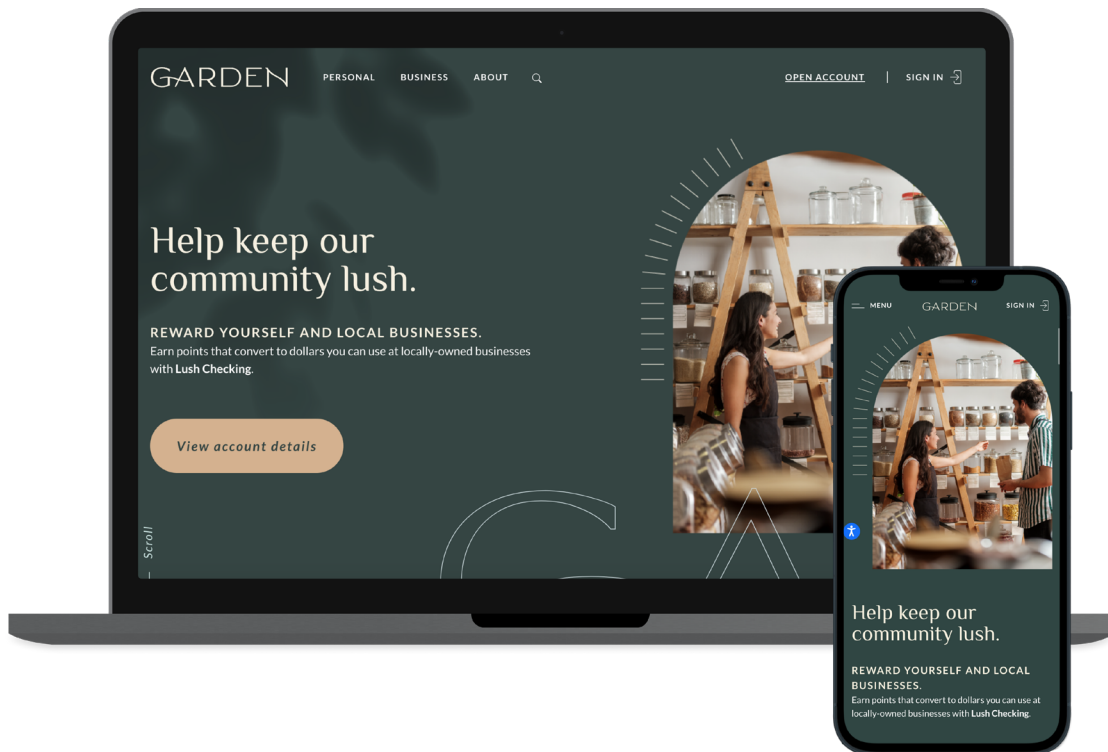 GARDEN
PERSONAL
BUSINESS
ABOUT
OPEN ACCOUNT
SIGN IN
Help keep our
community lush.
REWARD YOURSELF AND LOCAL BUSINESSES.
Earn points that convert to dollars you can use at locally-owned businesses
with Lush Checking.
View account details
Scroll
GA
MENU
GARDEN
SIGN IN
Help keep our
community lush.
REWARD YOURSELF AND LOCAL
BUSINESSES.
Earn points that convert to dollars you can use at
locally-owned businesses with Lush Checking.